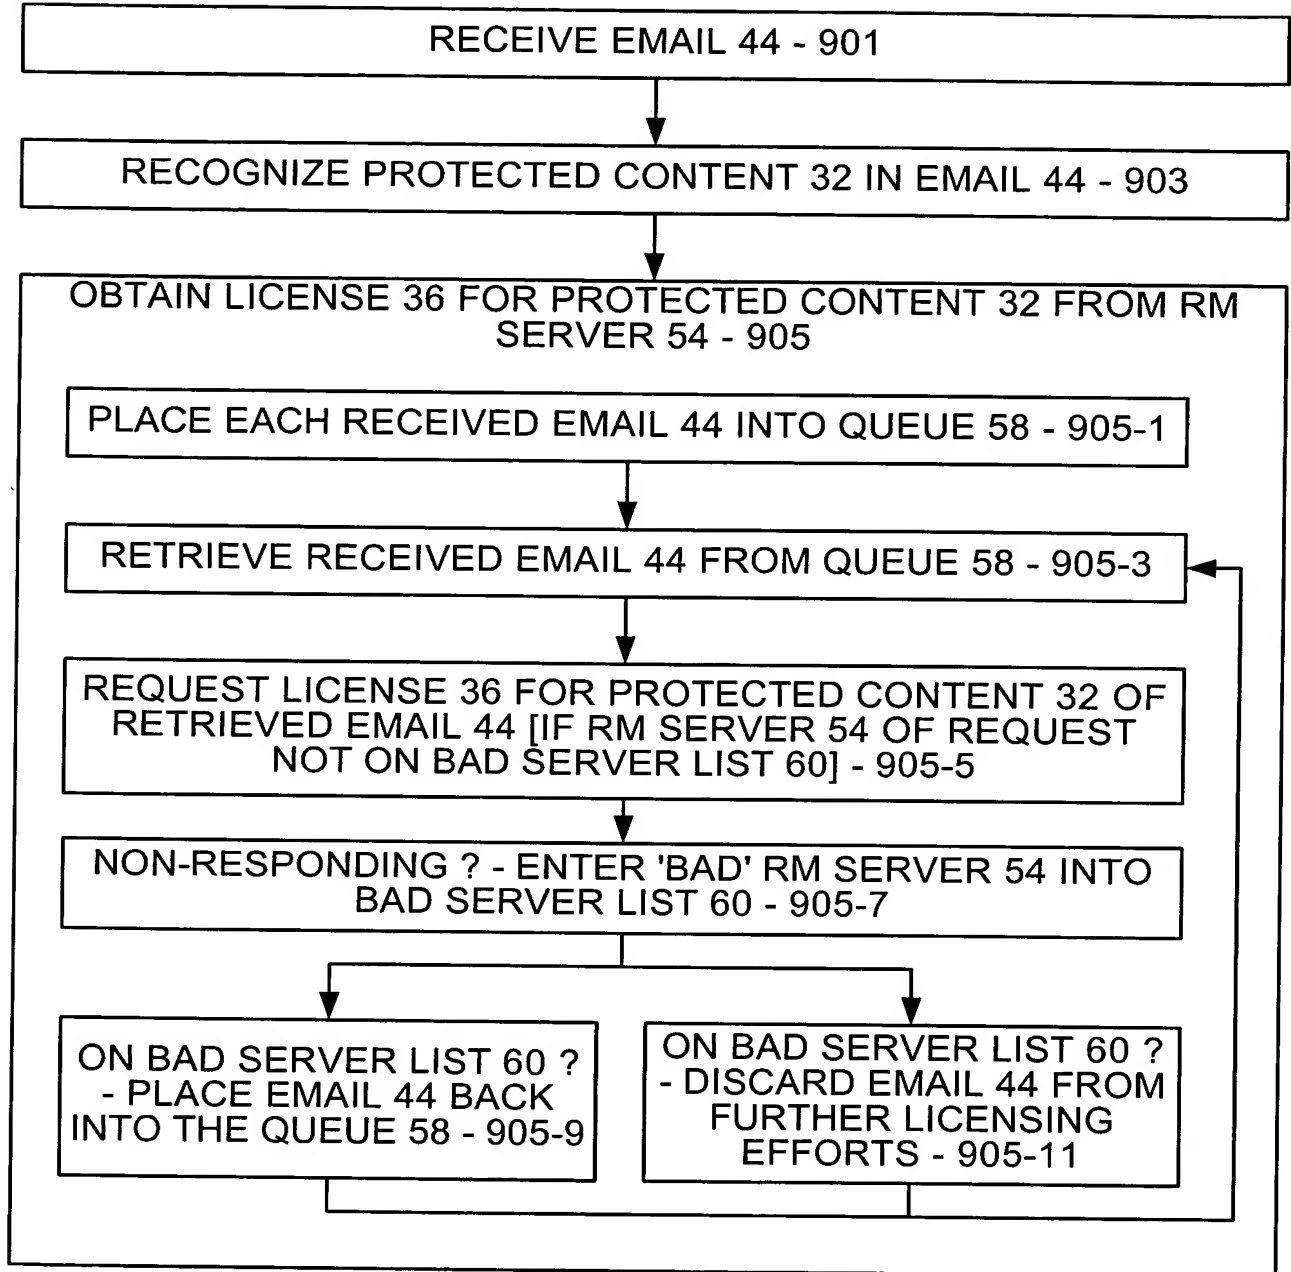 RECEIVE EMAIL 44 - 901
RECOGNIZE PROTECTED CONTENT 32 IN EMAIL 44 - 903
OBTAIN LICENSE 36 FOR PROTECTED CONTENT 32 FROM RM
SERVER 54 - 905
PLACE EACH RECEIVED EMAIL 44 INTO QUEUE 58 - 905-1
RETRIEVE RECEIVED EMAIL 44 FROM QUEUE 58 - 905-3
REQUEST LICENSE 36 FOR PROTECTED CONTENT 32 OF
RETRIEVED EMAIL 44 [IF RM SERVER 54 OF REQUEST
NOT ON BAD SERVER LIST 60] - 905-5
NON-RESPONDING ? - ENTER 'BAD' RM SERVER 54 INTO
BAD SERVER LIST 60 - 905-7
ON BAD SERVER LIST 60 ?
- PLACE EMAIL 44 BACK
INTO THE QUEUE 58 - 905-9
ON BAD SERVER LIST 60 ?
- DISCARD EMAIL 44 FROM
FURTHER LICENSING
EFFORTS - 905-11